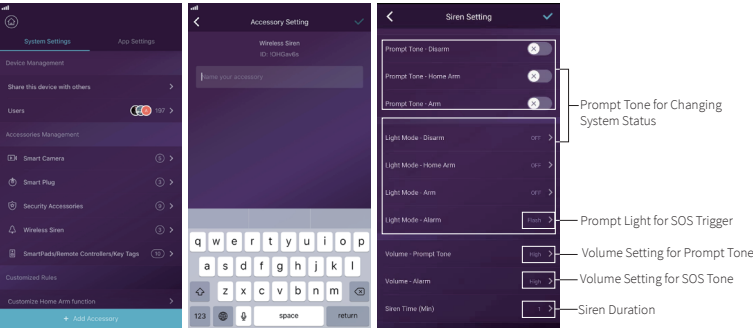 System Settings
App Settings
Device Management
Share this device with others
Users
197
Accessories Management
Smart Camera
5
Smart Plug
3
Security Accessories
Wireless Siren
3
SmartPads/Remote Controllers/Key Tags
10
Customized Rules
Customize Home Arm function
+ Add Accessory
Accessory Setting
Wireless Siren
Name your accessory
q w e r t y u i o p
a s d f g h j k l
z x c v b n m
123
space
return
Siren Setting
Prompt Tone - Disarm
Prompt Tone - Home Arm
Prompt Tone - Arm
Light Mode - Disarm
OFF
Light Mode - Home Arm
OFF
Light Mode - Arm
OFF
Light Mode - Alarm
Flash
Volume - Prompt Tone
High
Volume - Alarm
High
Siren Time (Min)
1
Prompt Tone for Changing
System Status
Prompt Light for SOS Trigger
Volume Setting for Prompt Tone
Volume Setting for SOS Tone
Siren Duration